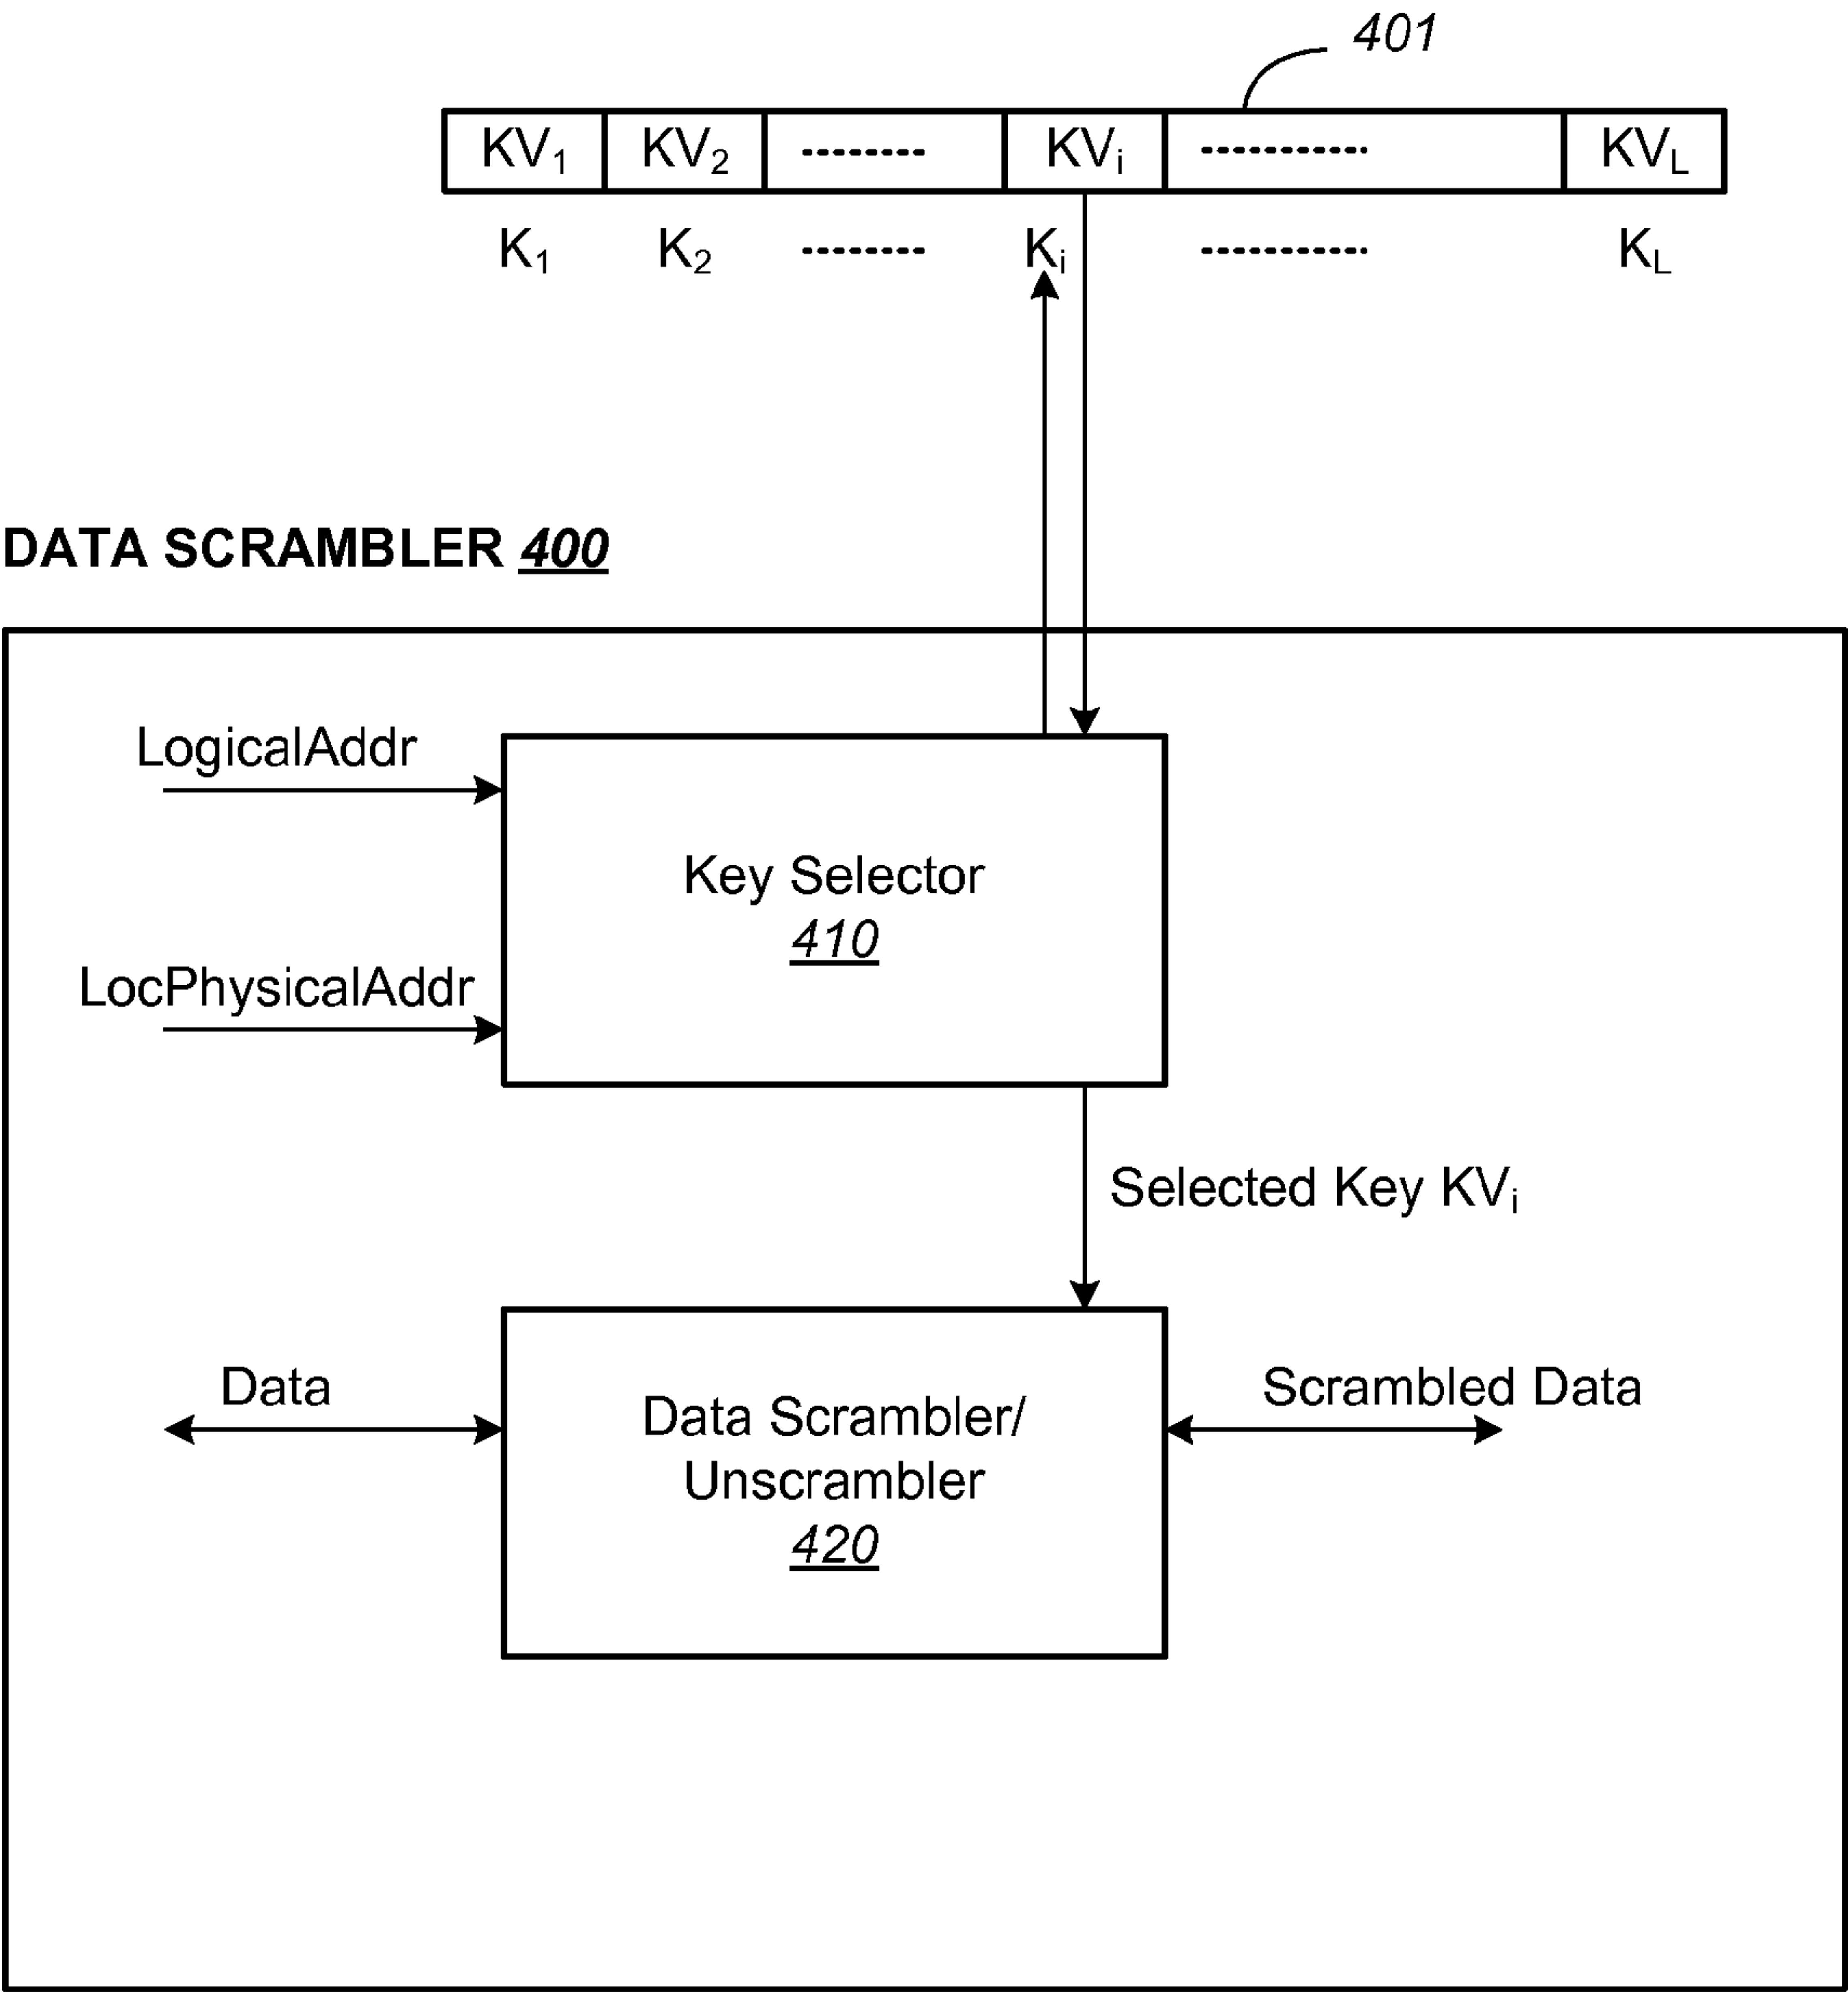 401
KV1 KV2 -------- KVi ----------- KVL
K1 K2 -------- Ki ----------- KL
DATA SCRAMBLER 400
LogicalAddr
Key Selector
410
LocPhysicalAddr
Selected Key KVi
Data
Data Scrambler/
Unscrambler
420
Scrambled Data